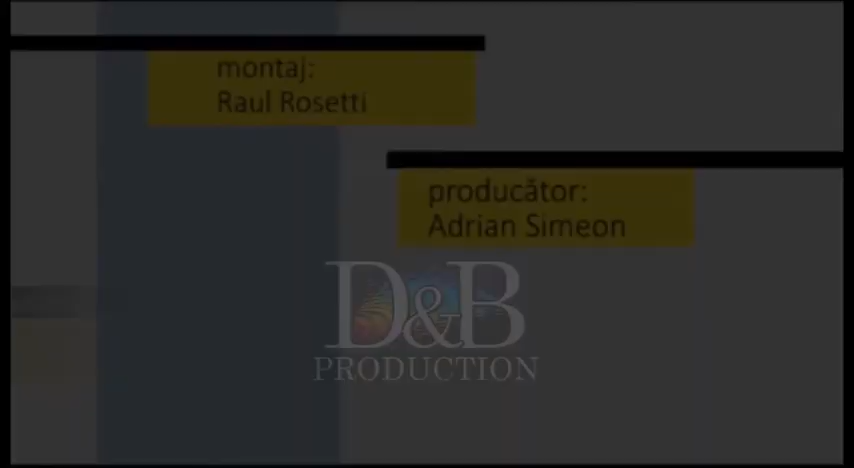 montaj:
Raul Rosetti
producător:
Adrian Simeon
D&B
PRODUCTION